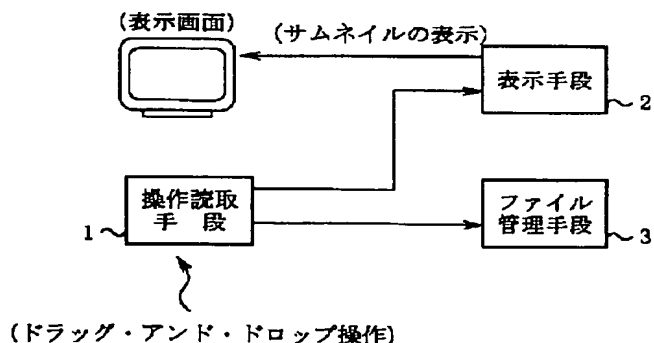 (表示画面)
(サムネイルの表示)
表示手段
2
操作読取
手 段
1
ファイル
管理手段
3
(ドラッグ・アンド・ドロップ操作)